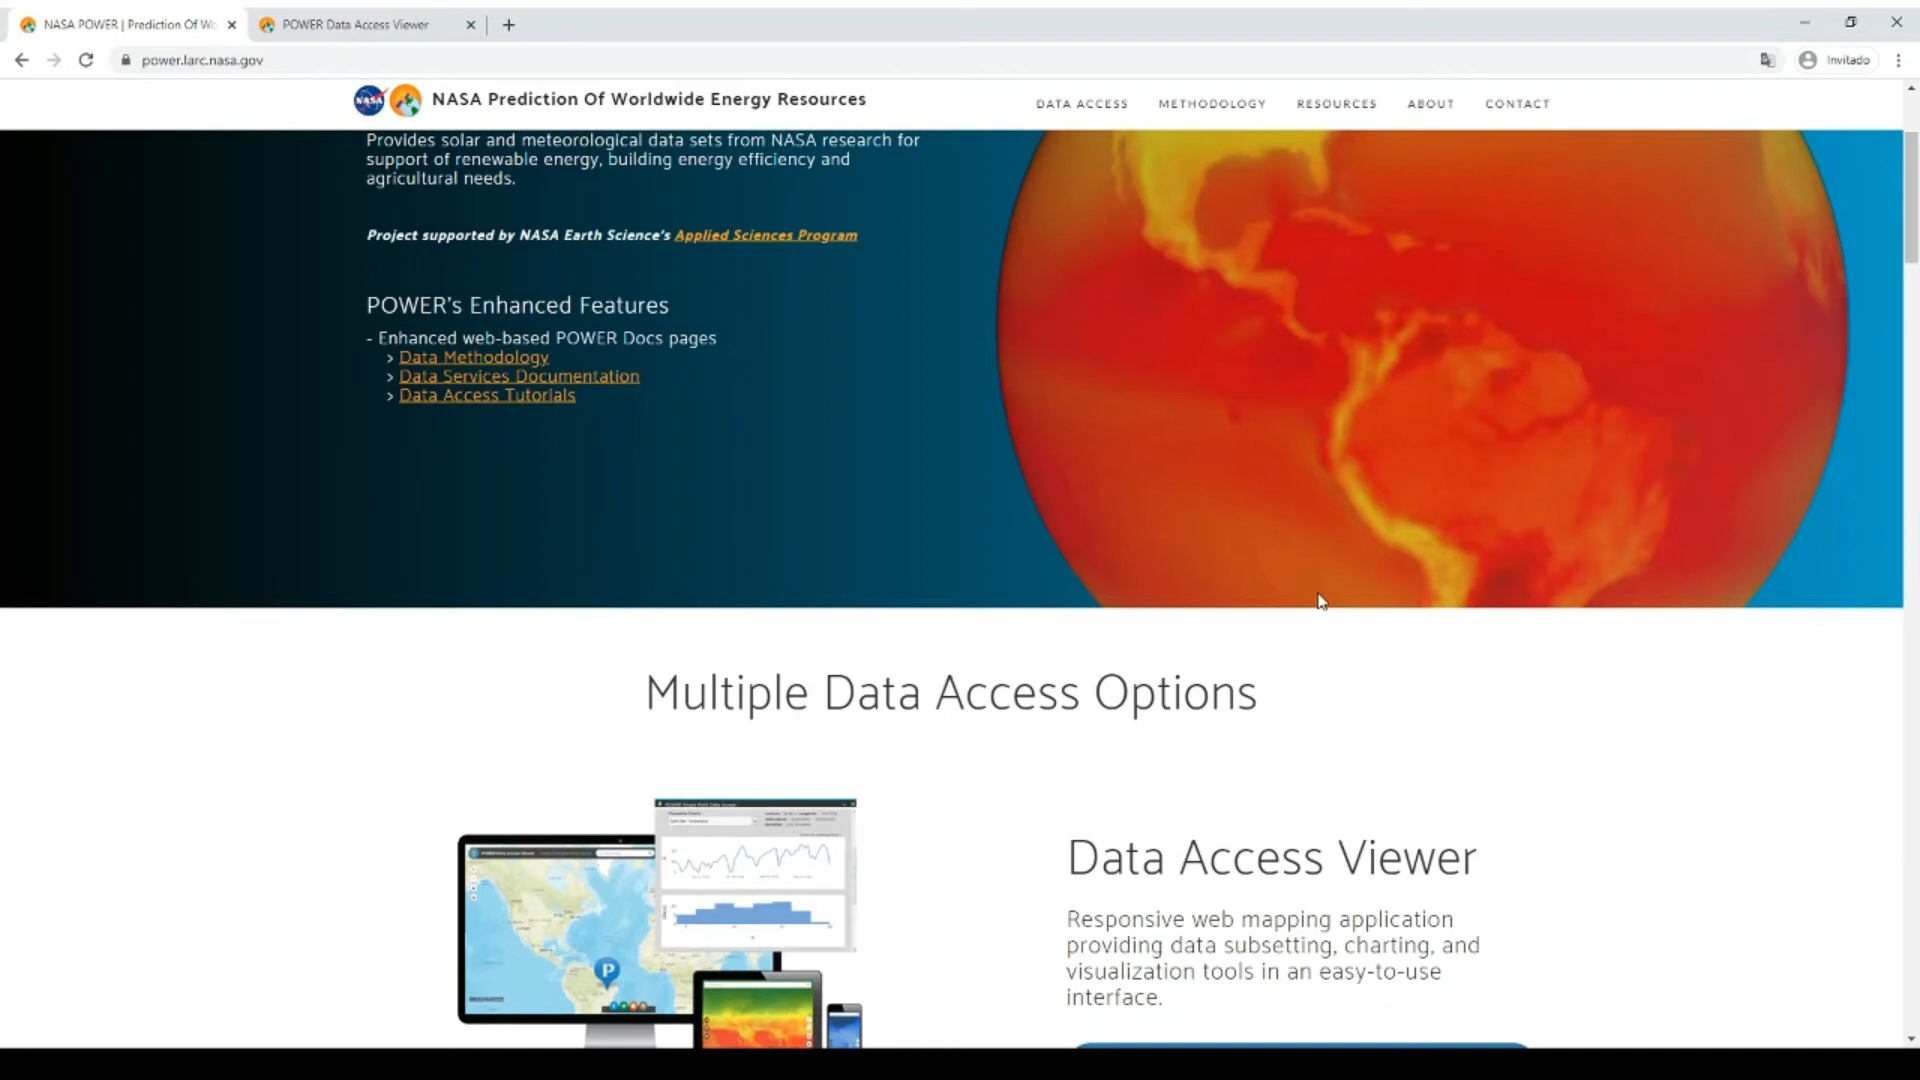 NASA POWER | Prediction Of Wo
POWER Data Access Viewer
power.larc.nasa.gov
Invitado
NASA
NASA Prediction Of Worldwide Energy Resources
DATA ACCESS
METHODOLOGY
RESOURCES
ABOUT
CONTACT
Provides solar and meteorological data sets from NASA research for
support of renewable energy, building energy efficiency and
agricultural needs.
Project supported by NASA Earth Science's Applied Sciences Program
POWER's Enhanced Features
- Enhanced web-based POWER Docs pages
> Data Methodology
> Data Services Documentation
> Data Access Tutorials
Multiple Data Access Options
P
Data Access Viewer
Responsive web mapping application
providing data subsetting, charting, and
visualization tools in an easy-to-use
interface.